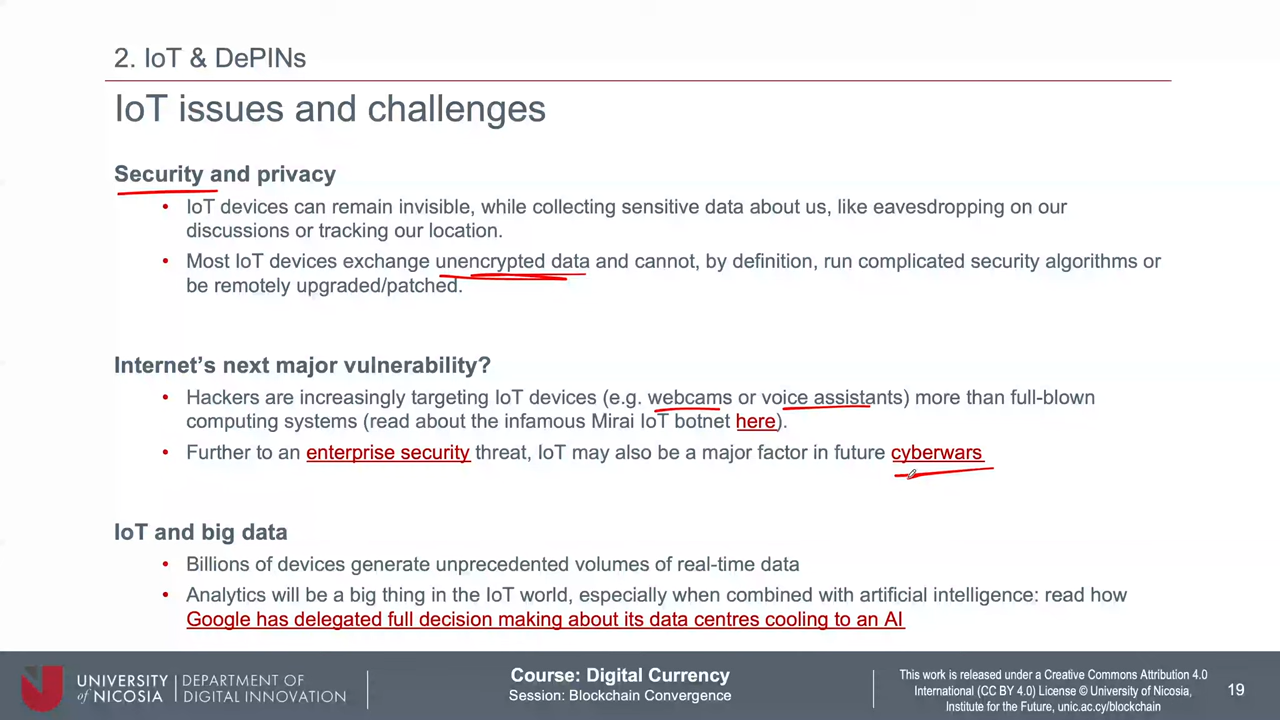 2. IoT & DePINs
IoT issues and challenges
Security and privacy
• IoT devices can remain invisible, while collecting sensitive data about us, like eavesdropping on our
discussions or tracking our location.
• Most IoT devices exchange unencrypted data and cannot, by definition, run complicated security algorithms or
be remotely upgraded/patched.
Internet's next major vulnerability?
• Hackers are increasingly targeting IoT devices (e.g. webcams or voice assistants) more than full-blown
computing systems (read about the infamous Mirai IoT botnet here).
• Further to an enterprise security threat, IoT may also be a major factor in future cyberwars
IoT and big data
• Billions of devices generate unprecedented volumes of real-time data
• Analytics will be a big thing in the IoT world, especially when combined with artificial intelligence: read how
Google has delegated full decision making about its data centres cooling to an AI
UNIVERSITY
of NICOSIA
DEPARTMENT OF
DIGITAL INNOVATION
Course: Digital Currency
Session: Blockchain Convergence
This work is released under a Creative Commons Attribution 4.0
International (CC BY 4.0) License © University of Nicosia,
Institute for the Future, unic.ac.cy/blockchain
19